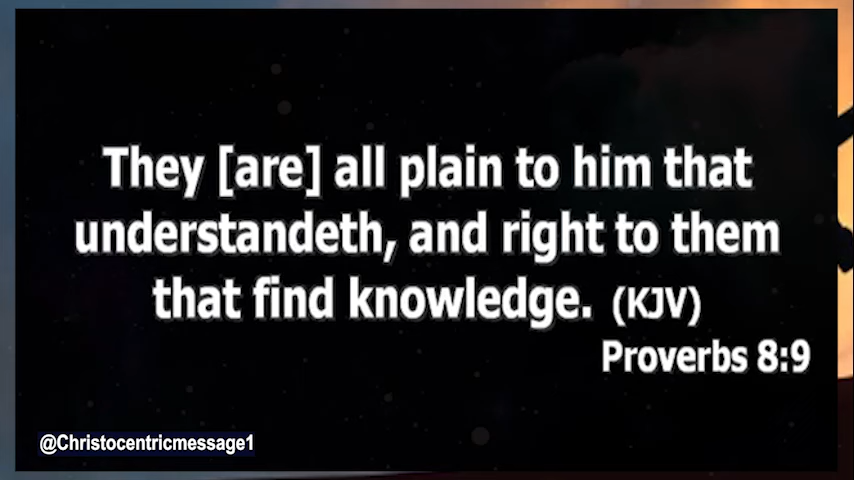 They [are] all plain to him that
understandeth, and right to them
that find knowledge. (KJV)
Proverbs 8:9
@Christocentricmessage1